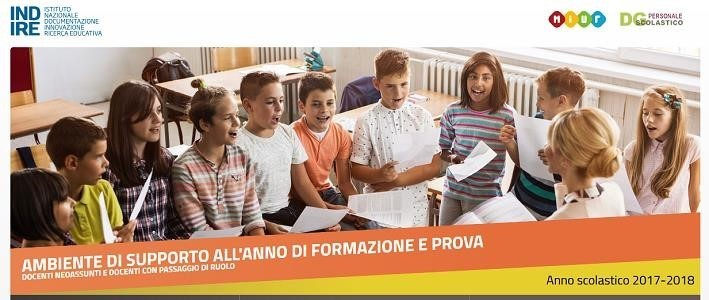 INDIRE
ISTITUTO
NAZIONALE
DOCUMENTAZIONE
INNOVAZIONE
RICERCA EDUCATIVA
MIUR
DG PERSONALE
SCOLASTICO
AMBIENTE DI SUPPORTO ALL'ANNO DI FORMAZIONE E PROVA
DOCENTI NEOASSUNTI E DOCENTI CON PASSAGGIO DI RUOLO
Anno scolastico 2017-2018